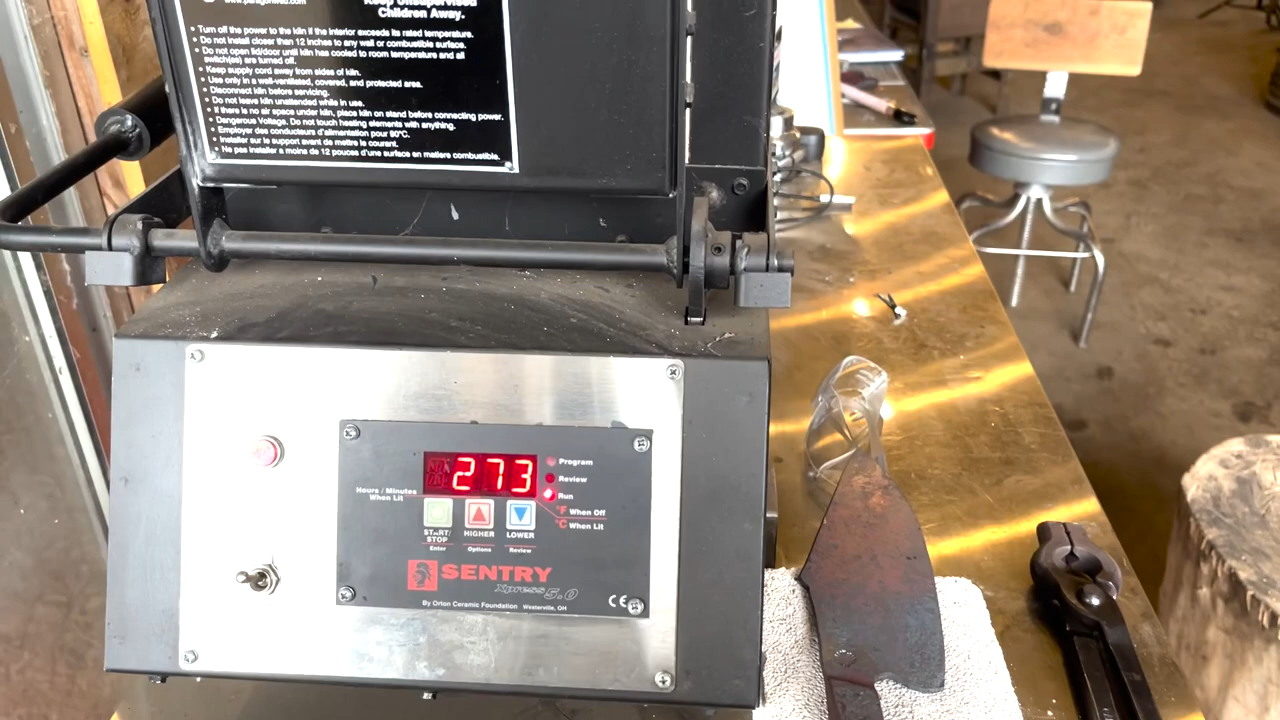 www.paragonweb.com
Keep Unsupervised
Children Away.
• Turn off the power to the kiln if the interior exceeds its rated temperature.
• Do not install closer than 12 inches to any wall or combustible surface.
• Do not open lid/door until kiln has cooled to room temperature and all
switch(es) are turned off.
• Keep supply cord away from sides of kiln.
• Use only in a well-ventilated, covered, and protected area.
• Disconnect kiln before servicing.
• Do not leave kiln unattended while in use.
• If there is no air space under kiln, place kiln on stand before connecting power.
• Dangerous Voltage. Do not touch heating elements with anything.
• Employer des conducteurs d'alimentation pour 90°C.
• Installer sur le support avant de mettre le courant.
• Ne pas installer a moins de 12 pouces d'une surface en matiere combustible.
273
Program
Review
Run
Hours / Minutes
When Lit
°F When Off
°C When Lit
START/
STOP
HIGHER
LOWER
Enter
Options
Review
SENTRY
Xpress 5.0
By Orton Ceramic Foundation Westerville, OH
CE